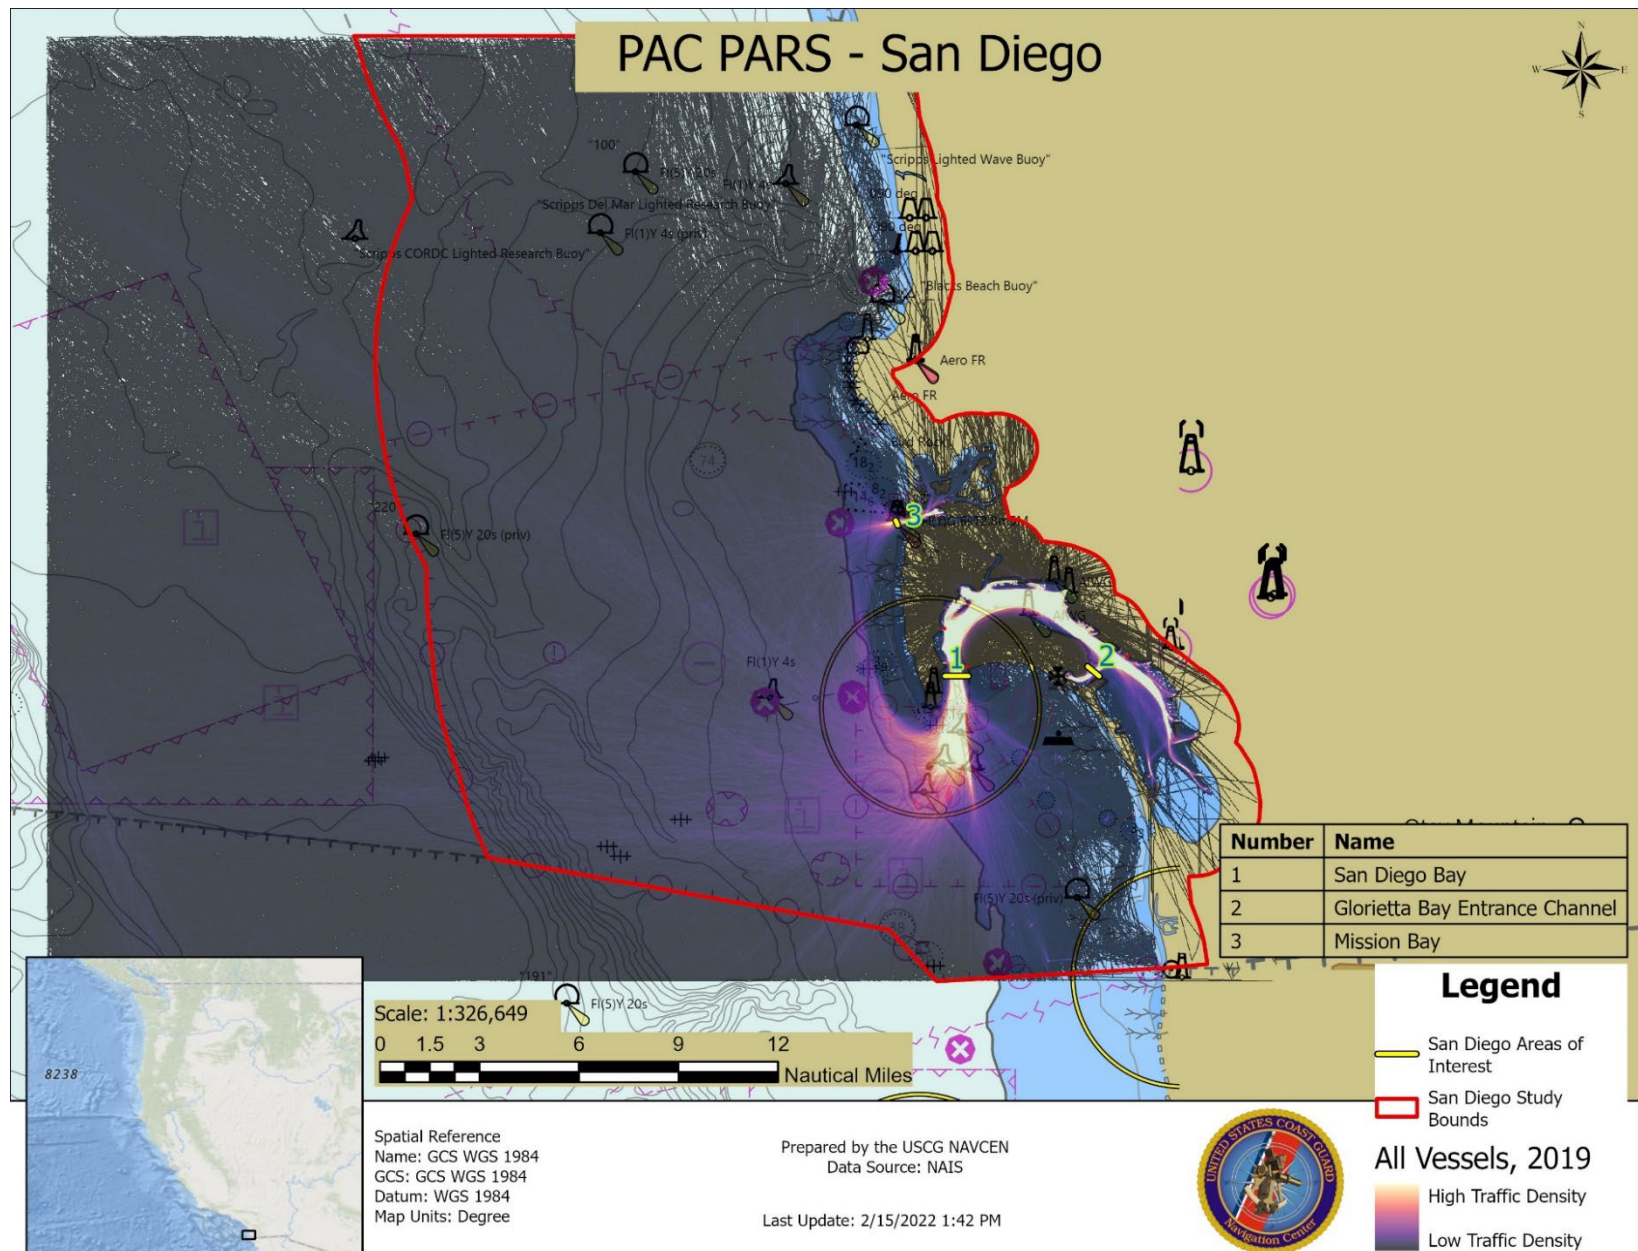 PAC PARS - San Diego
N
W
E
S
"100"
Fl(5)Y 20s
Fl(1)Y 4s
"Scripps Lighted Wave Buoy"
090 deg
"Scripps Del Mar Lighted Research Buoy"
Fl(1)Y 4s (priv)
090 deg
"Scripps CORDC Lighted Research Buoy"
"Blacks Beach Buoy"
Aero FR
Aero FR
74
18₂
8₂
3
"220"
Fl(5)Y 20s (priv)
1
2
Fl(1)Y 4s
Number Name
1 San Diego Bay
2 Glorietta Bay Entrance Channel
3 Mission Bay
Fl(5)Y 20s (priv)
"191"
Fl(5)Y 20s
Scale: 1:326,649
0 1.5 3 6 9 12
Nautical Miles
8238
Legend
San Diego Areas of
Interest
San Diego Study
Bounds
All Vessels, 2019
High Traffic Density
Low Traffic Density
Spatial Reference
Name: GCS WGS 1984
GCS: GCS WGS 1984
Datum: WGS 1984
Map Units: Degree
Prepared by the USCG NAVCEN
Data Source: NAIS
Last Update: 2/15/2022 1:42 PM
UNITED STATES COAST GUARD
Navigation Center